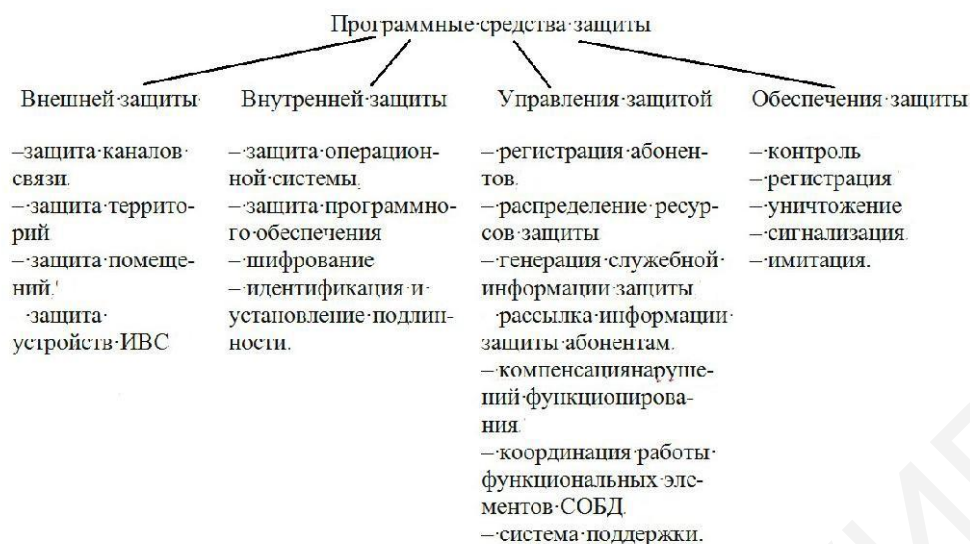 Программные·средства·защиты
Внешней·защиты
Внутренней·защиты
Управления·защитой
Обеспечения·защиты
–защита·каналов·
связи.
–·защита·террито-
рий
–·защита·помеще-
ний.
·защита·
устройств·ИВС
–·защита·операцион-
ной·системы.
–·защита·программно-
го·обеспечения
–·шифрование
–·идентификация·и·
установление·подлин-
ности.
–·регистрация·абонен-
тов.
–·распределение·ресур-
сов·защиты
–·генерация·служебной·
информации·защиты
рассылка·информации·
защиты·абонентам.
–·компенсациянаруше-
ний·функционирова-
ния.
–·координация·работы·
функциональных·эле-
ментов·СОБД.
–·система·поддержки.
–·контроль
–·регистрация
–·уничтожение
–·сигнализация.
–·имитация.